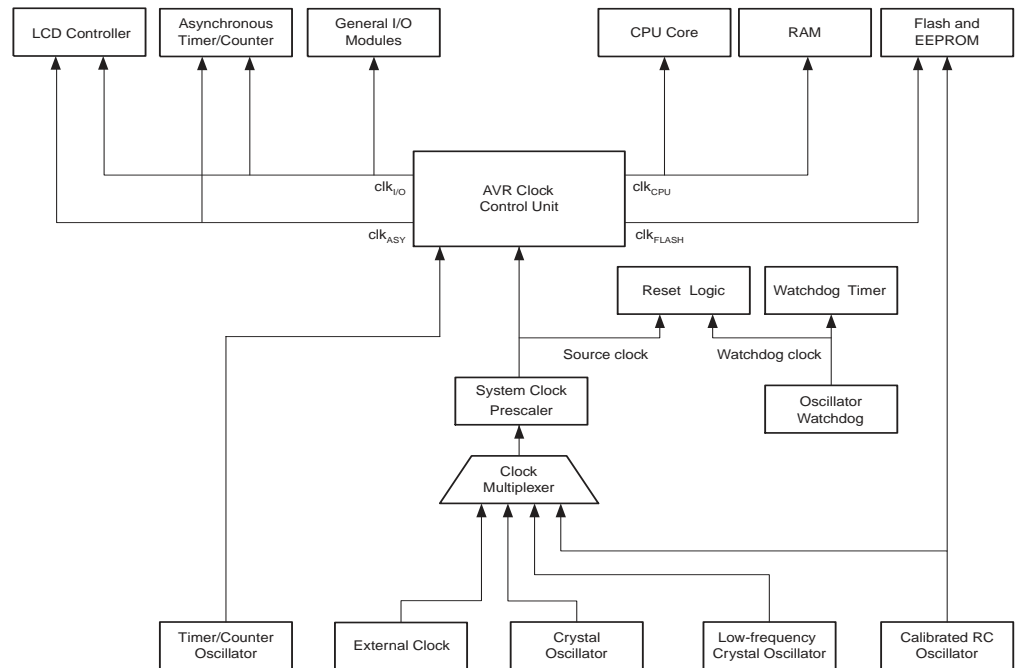 LCD Controller
Asynchronous
Timer/Counter
General I/O
Modules
CPU Core
RAM
Flash and
EEPROM
clkI/O
AVR Clock
Control Unit
clkCPU
clkASY
clkFLASH
Reset Logic
Watchdog Timer
Source clock
Watchdog clock
System Clock
Prescaler
Oscillator
Watchdog
Clock
Multiplexer
Timer/Counter
Oscillator
External Clock
Crystal
Oscillator
Low-frequency
Crystal Oscillator
Calibrated RC
Oscillator